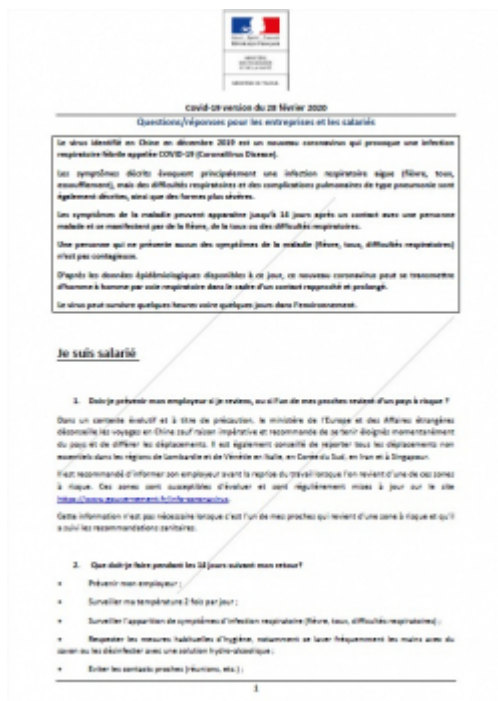 RÉPUBLIQUE FRANÇAISE
MINISTÈRE
MINISTÈRE DU TRAVAIL
Covid-19 version du 28 février 2020
Questions/réponses pour les entreprises et les salariés
Le virus identifié en Chine en décembre 2019 est un nouveau coronavirus qui provoque une infection
respiratoire fébrile appelée COVID-19 (CoronaVirus Disease).
Les symptômes décrits évoquent principalement une infection respiratoire aigue (fièvre, toux,
essoufflement), mais des difficultés respiratoires et des complications pulmonaires de type pneumonie sont
également décrites, ainsi que des formes plus sévères.
Les symptômes de la maladie peuvent apparaitre jusqu'à 14 jours après un contact avec une personne
malade et se manifestent par de la fièvre, de la toux ou des difficultés respiratoires.
Une personne qui ne présente aucun des symptômes de la maladie (fièvre, toux, difficultés respiratoires)
n'est pas contagieuse.
D'après les données épidémiologiques disponibles à ce jour, ce nouveau coronavirus peut se transmettre
d'homme à homme par voie respiratoire dans le cadre d'un contact rapproché et prolongé.
Le virus peut survivre quelques heures voire quelques jours dans l'environnement.
Je suis salarié
1. Dois-je prévenir mon employeur si je reviens, ou si l'un de mes proches revient d'un pays à risque ?
Dans un contexte évolutif et à titre de précaution, le ministère de l'Europe et des Affaires étrangères
déconseille les voyages en Chine sauf raison impérative et recommande de se tenir éloignés momentanément
du pays et de différer les déplacements. Il est également conseillé de reporter tous les déplacements non
essentiels dans les régions de Lombardie et de Vénétie en Italie, en Corée du Sud, en Iran et à Singapour.
Il est recommandé d'informer son employeur avant la reprise du travail lorsque l'on revient d'une de ces zones
à risque. Ces zones sont susceptibles d'évoluer et sont régulièrement mises à jour sur le site
https://www.gouvernement.fr/info-coronavirus.
Cette information n'est pas nécessaire lorsque c'est l'un de mes proches qui revient d'une zone à risque et qu'il
a suivi les recommandations sanitaires.
2. Que doit-je faire pendant les 14 jours suivant mon retour?
• Prévenir mon employeur ;
• Surveiller ma température 2 fois par jour ;
• Surveiller l'apparition de symptômes d'infection respiratoire (fièvre, toux, difficultés respiratoires) ;
• Respecter les mesures habituelles d'hygiène, notamment se laver fréquemment les mains avec du
savon ou les désinfecter avec une solution hydro-alcoolique ;
• Eviter les contacts proches (réunions, etc.) ;
1